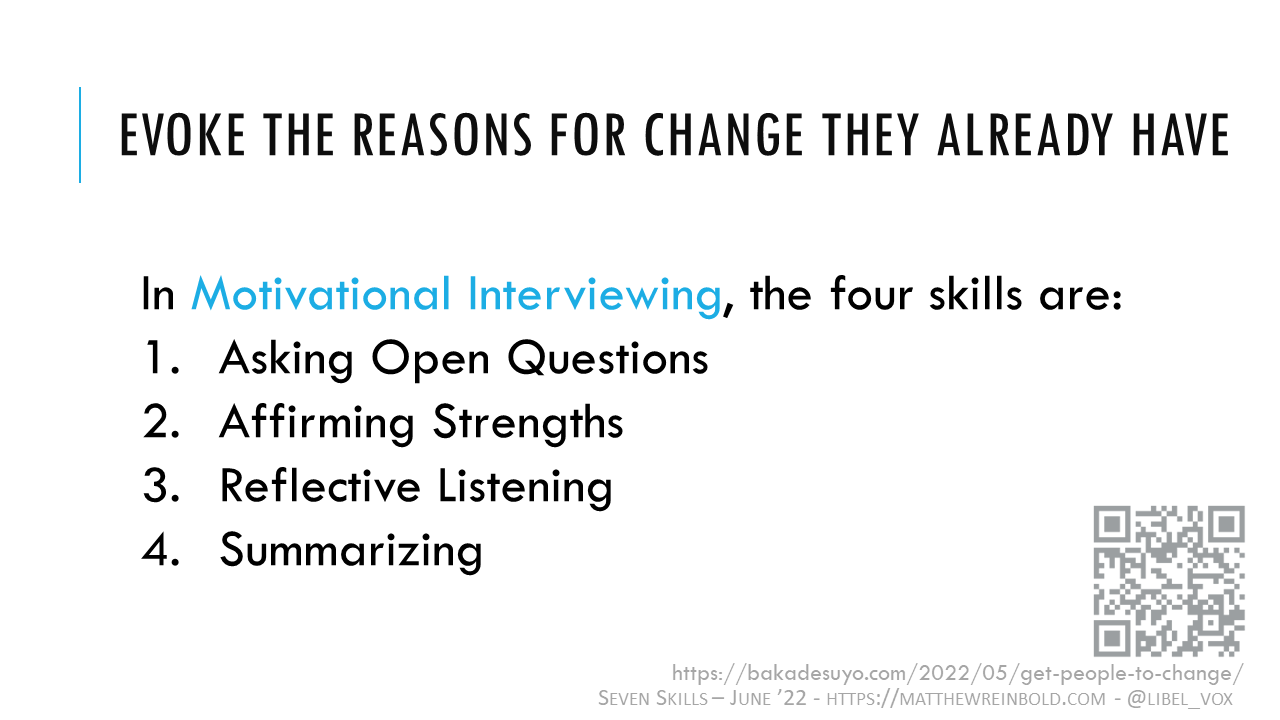 EVOKE THE REASONS FOR CHANGE THEY ALREADY HAVE
In Motivational Interviewing, the four skills are:
1. Asking Open Questions
2. Affirming Strengths
3. Reflective Listening
4. Summarizing
https://bakadesuyo.com/2022/05/get-people-to-change/
SEVEN SKILLS – JUNE ’22 - HTTPS://MATTHEWREINBOLD.COM - @LIBEL_VOX